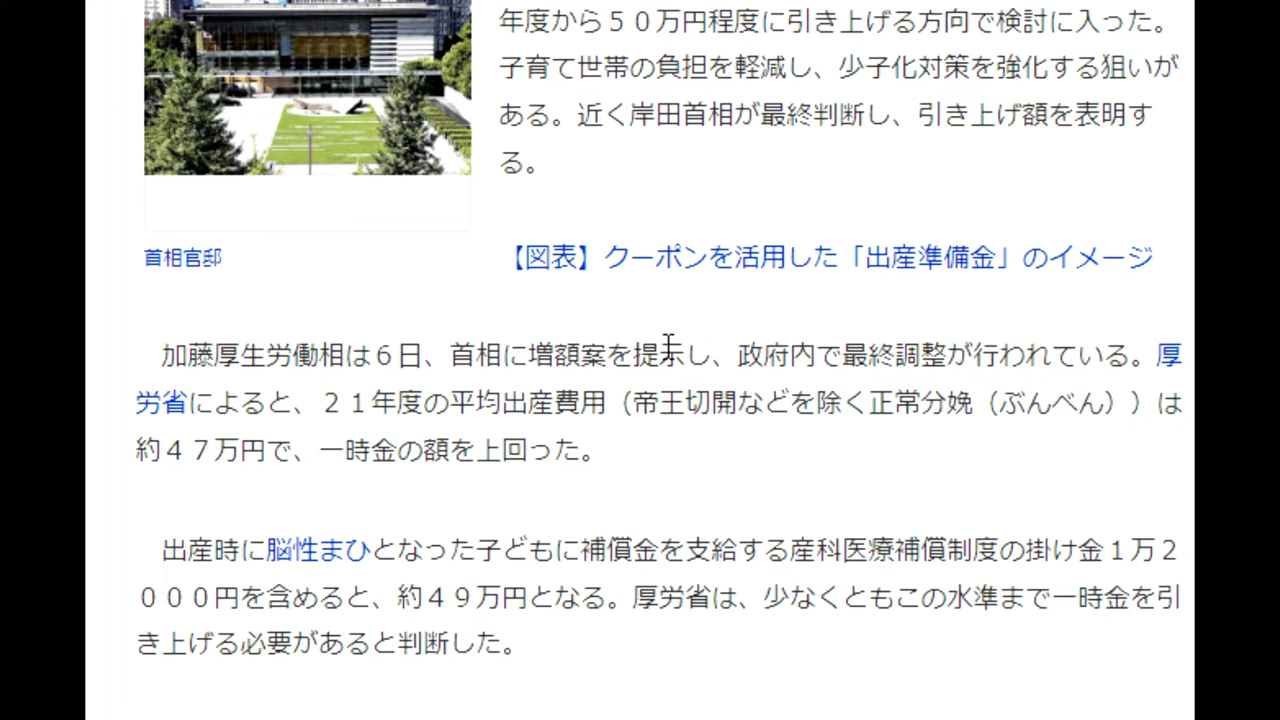 年度から５０万円程度に引き上げる方向で検討に入った。
子育て世帯の負担を軽減し、少子化対策を強化する狙いが
ある。近く岸田首相が最終判断し、引き上げ額を表明す
る。
首相官邸
【図表】クーポンを活用した「出産準備金」のイメージ
加藤厚生労働相は６日、首相に増額案を提示し、政府内で最終調整が行われている。厚
労省によると、２１年度の平均出産費用（帝王切開などを除く正常分娩（ぶんべん））は
約４７万円で、一時金の額を上回った。
出産時に脳性まひとなった子どもに補償金を支給する産科医療補償制度の掛け金１万２
０００円を含めると、約４９万円となる。厚労省は、少なくともこの水準まで一時金を引
き上げる必要があると判断した。